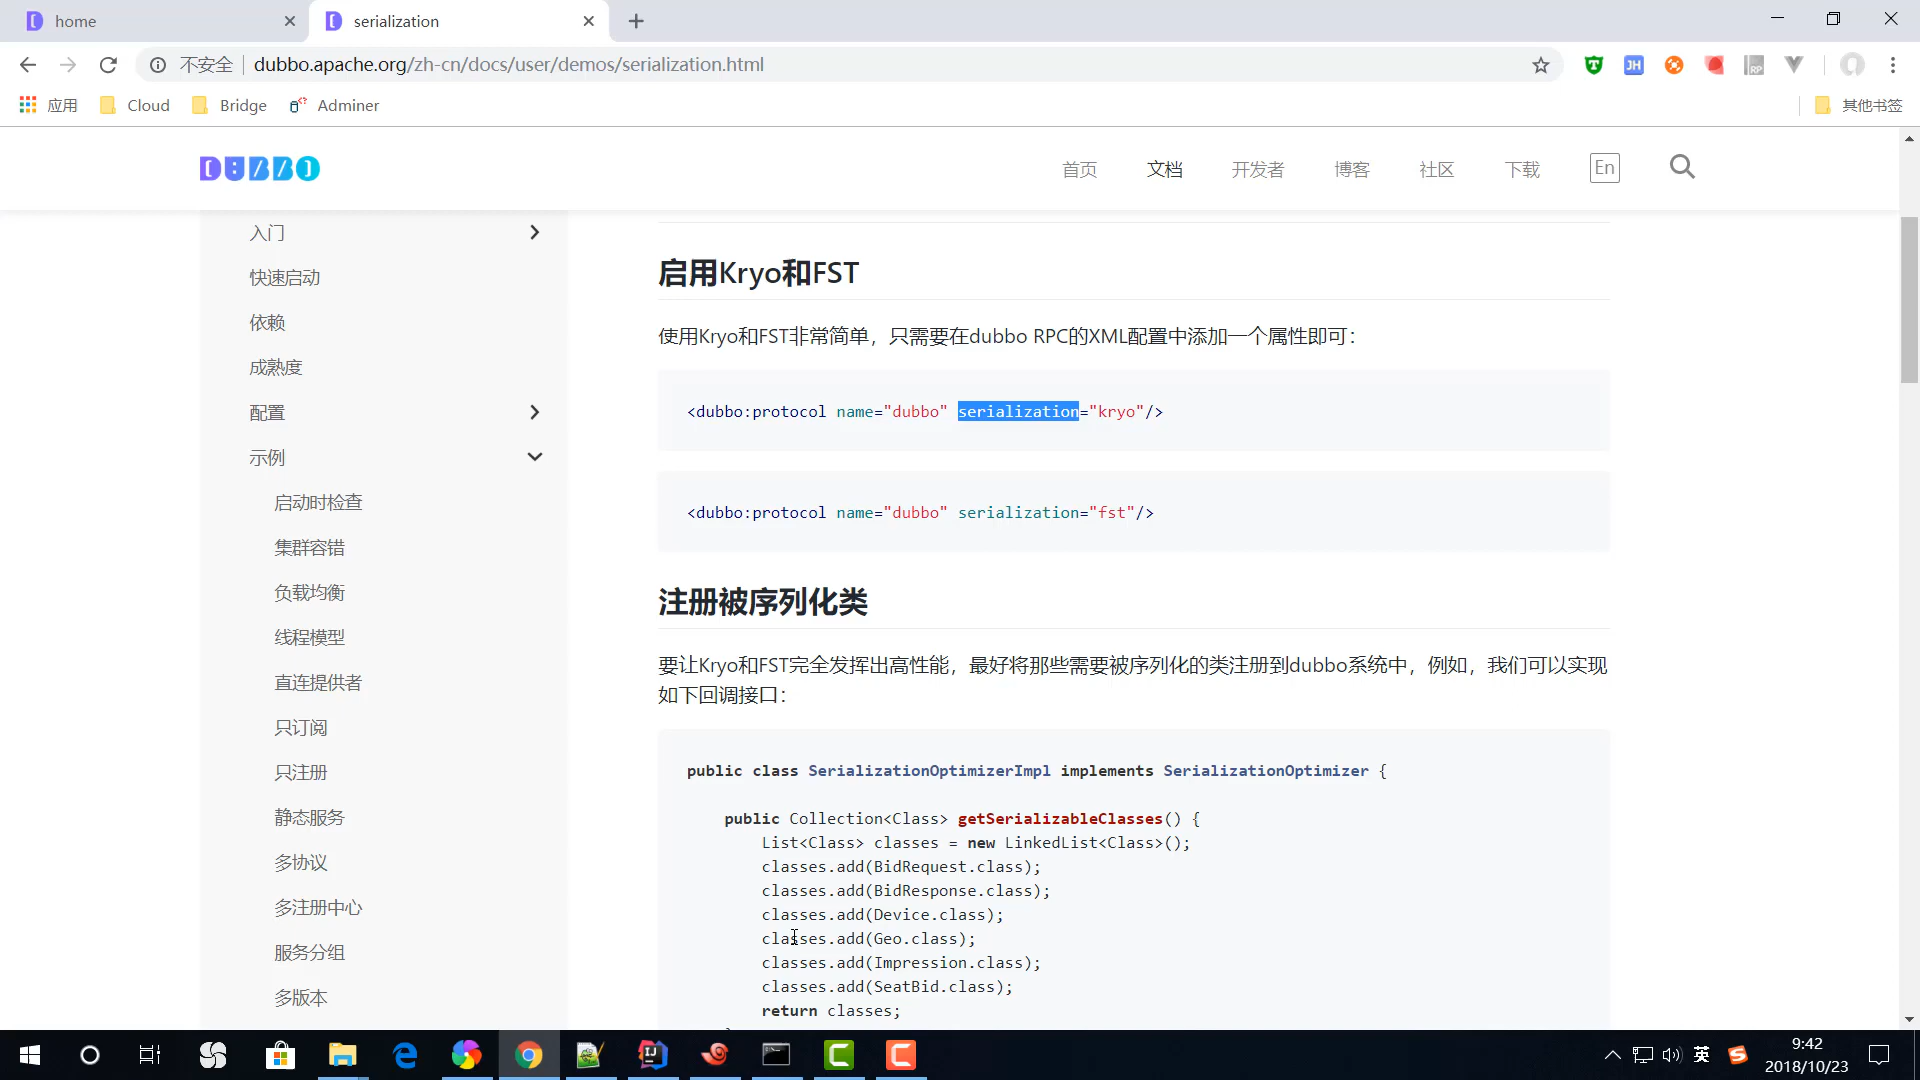 home
serialization
不安全
dubbo.apache.org/zh-cn/docs/user/demos/serialization.html
JH
RP
应用
Cloud
Bridge
Adminer
其他书签
DUBBO
首页
文档
开发者
博客
社区
下载
En
入门
快速启动
依赖
成熟度
配置
示例
启动时检查
集群容错
负载均衡
线程模型
直连提供者
只订阅
只注册
静态服务
多协议
多注册中心
服务分组
多版本
启用Kryo和FST
使用Kryo和FST非常简单，只需要在dubbo RPC的XML配置中添加一个属性即可：
<dubbo:protocol name="dubbo" serialization="kryo"/>
<dubbo:protocol name="dubbo" serialization="fst"/>
注册被序列化类
要让Kryo和FST完全发挥出高性能，最好将那些需要被序列化的类注册到dubbo系统中，例如，我们可以实现
如下回调接口：
public class SerializationOptimizerImpl implements SerializationOptimizer {
public Collection<Class> getSerializableClasses() {
List<Class> classes = new LinkedList<Class>();
classes.add(BidRequest.class);
classes.add(BidResponse.class);
classes.add(Device.class);
classes.add(Geo.class);
classes.add(Impression.class);
classes.add(SeatBid.class);
return classes;
英
9:42
2018/10/23